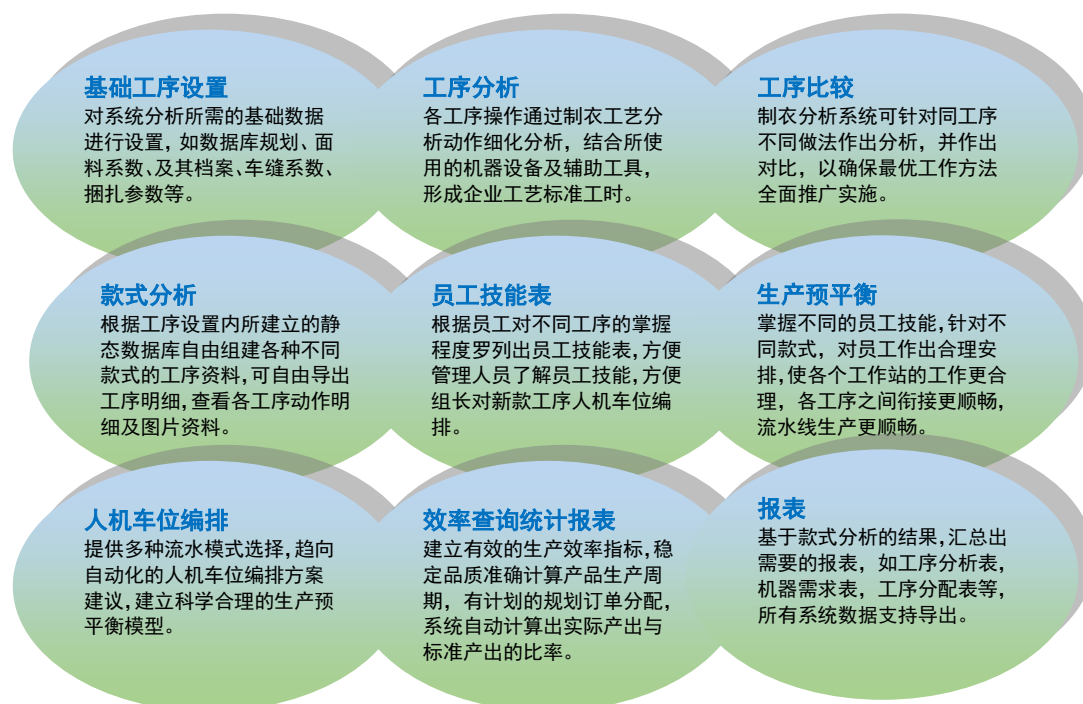 基础工序设置
对系统分析所需的基础数据
进行设置，如数据库规划、面
料系数、及其档案、车缝系数、
捆扎参数等。
工序分析
各工序操作通过制衣工艺分
析动作细化分析，结合所使
用的机器设备及辅助工具，
形成企业工艺标准工时。
工序比较
制衣分析系统可针对同工序
不同做法作出分析，并作出
对比，以确保最优工作方法
全面推广实施。
款式分析
根据工序设置内所建立的静
态数据库自由组建各种不同
款式的工序资料,可自由导出
工序明细,查看各工序动作明
细及图片资料。
员工技能表
根据员工对不同工序的掌握
程度罗列出员工技能表,方便
管理人员了解员工技能,方便
组长对新款工序人机车位编
排。
生产预平衡
掌握不同的员工技能,针对不
同款式，对员工作出合理安
排,使各个工作站的工作更合
理，各工序之间衔接更顺畅,
流水线生产更顺畅。
人机车位编排
提供多种流水模式选择,趋向
自动化的人机车位编排方案
建议,建立科学合理的生产预
平衡模型。
效率查询统计报表
建立有效的生产效率指标,稳
定品质准确计算产品生产周
期，有计划的规划订单分配,
系统自动计算出实际产出与
标准产出的比率。
报表
基于款式分析的结果,汇总出
需要的报表，如工序分析表，
机器需求表，工序分配表等，
所有系统数据支持导出。